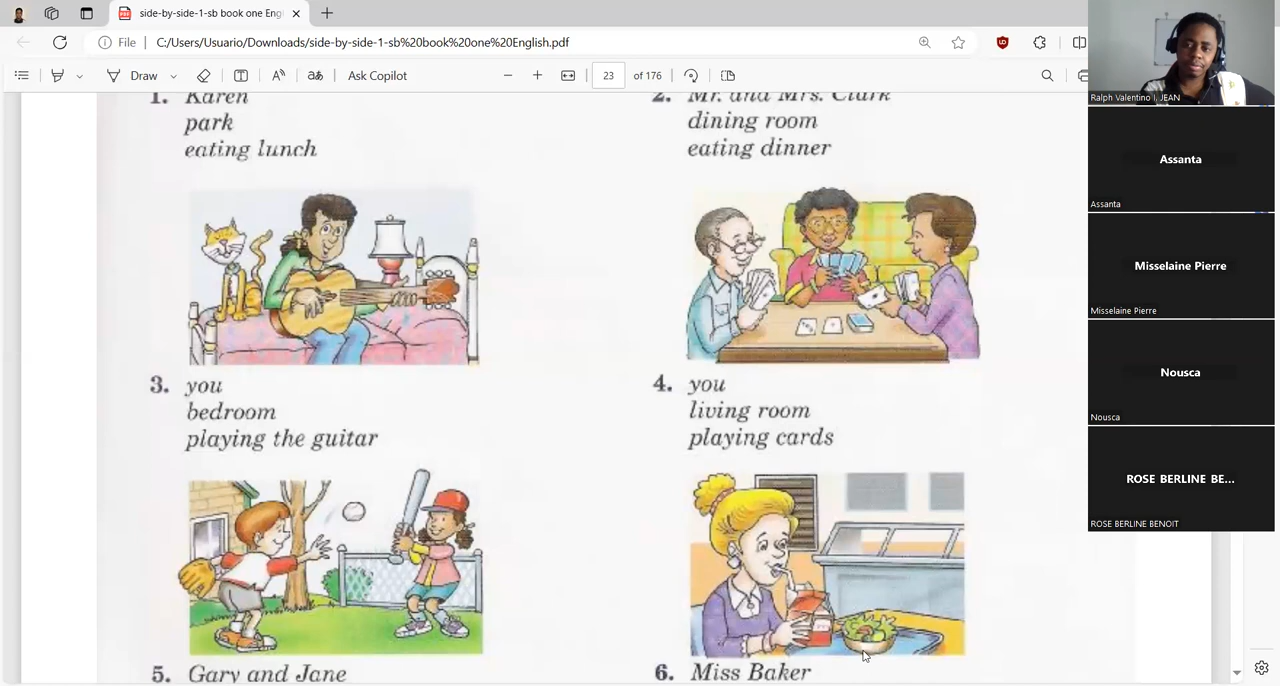 side-by-side-1-sb book one Eng
File
C:/Users/Usuario/Downloads/side-by-side-1-sb%20book%20one%20English.pdf
Draw
Ask Copilot
23 of 176
1. Karen
park
eating lunch
2. Mr. and Mrs. Clark
dining room
eating dinner
3. you
bedroom
playing the guitar
4. you
living room
playing cards
5. Gary and Jane
6. Miss Baker
Ralph Valentino I. JEAN
Assanta
Assanta
Misselaine Pierre
Misselaine Pierre
Nousca
Nousca
ROSE BERLINE BE...
ROSE BERLINE BENOIT